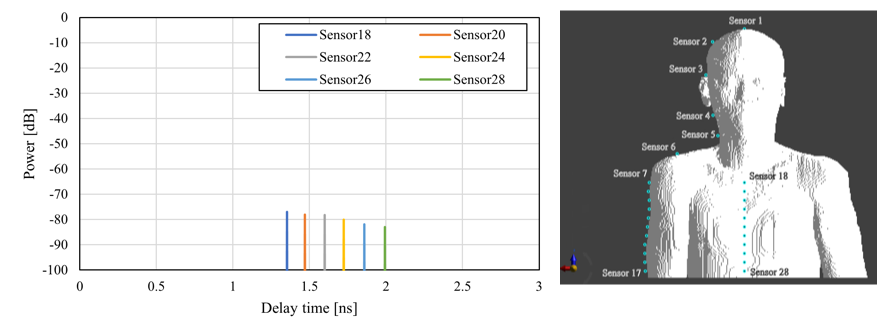 0
-10
-20
-30
-40
-50
-60
-70
-80
-90
-100
Power [dB]
Sensor18 Sensor20
Sensor22 Sensor24
Sensor26 Sensor28
0 0.5 1 1.5 2 2.5 3
Delay time [ns]
Sensor 1
Sensor 2
Sensor 3
Sensor 4
Sensor 5
Sensor 6
Sensor 7
Sensor 18
Sensor 17
Sensor 28